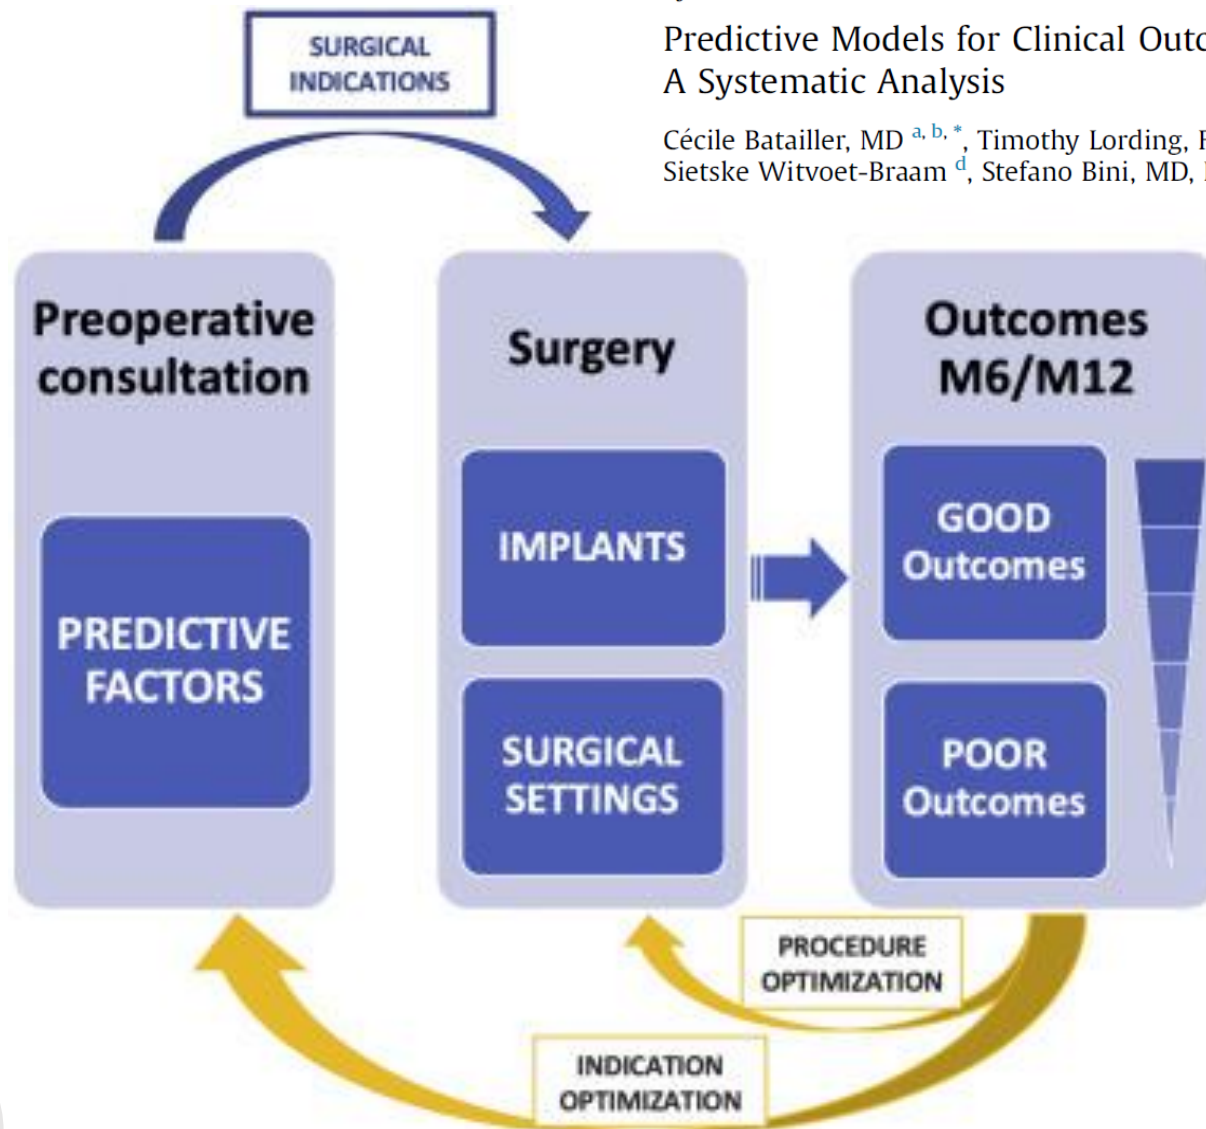 SURGICAL
INDICATIONS
Predictive Models for Clinical Outc
A Systematic Analysis
Cécile Batailler, MD a, b, *, Timothy Lording, F
Sietske Witvoet-Braam d, Stefano Bini, MD,
Preoperative
consultation
PREDICTIVE
FACTORS
Surgery
IMPLANTS
SURGICAL
SETTINGS
Outcomes
M6/M12
GOOD
Outcomes
POOR
Outcomes
PROCEDURE
OPTIMIZATION
INDICATION
OPTIMIZATION